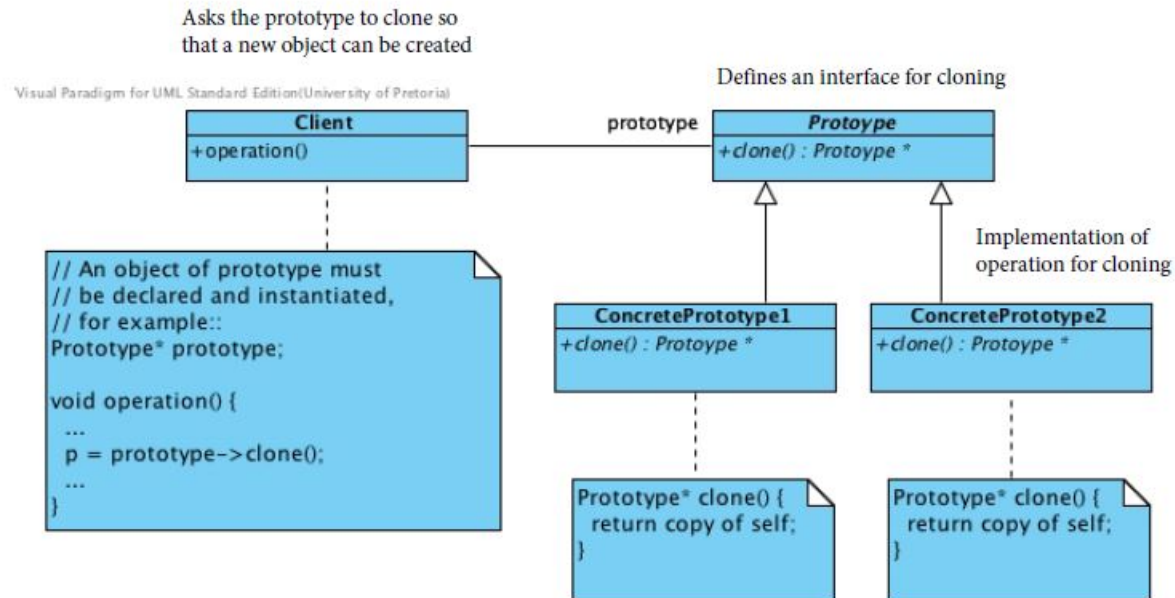 Asks the prototype to clone so
that a new object can be created
Defines an interface for cloning
Visual Paradigm for UML Standard Edition(University of Pretoria)
Client
+operation()
prototype
Protoype
+clone() : Protoype *
Implementation of
operation for cloning
// An object of prototype must
// be declared and instantiated,
// for example::
Prototype* prototype;
void operation() {
...
p = prototype->clone();
...
}
ConcretePrototype1
+clone() : Protoype *
ConcretePrototype2
+clone() : Protoype *
Prototype* clone() {
return copy of self;
}
Prototype* clone() {
return copy of self;
}